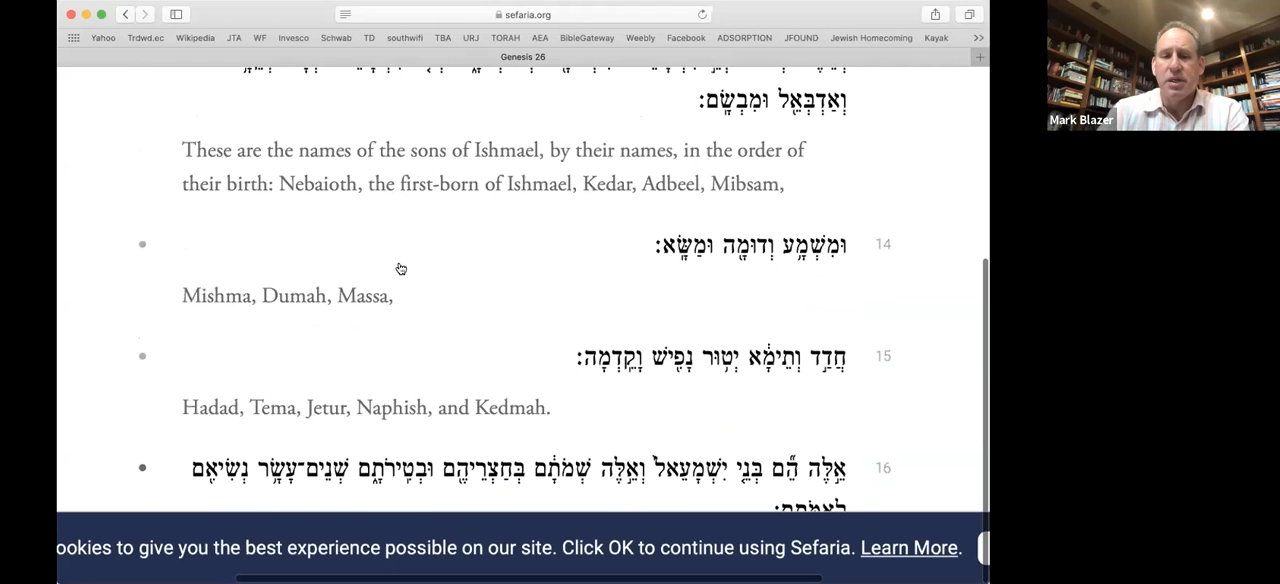 sefaria.org
Yahoo Trdwd.ec Wikipedia JTA WF Invesco Schwab TD southwifi TBA URJ TORAH AEA BibleGateway Weebly Facebook ADSORPTION JFOUND Jewish Homecoming Kayak >>
Genesis 26
Mark Blazer
וְאַדְבְּאֵ֖ל וּמִבְשָֽׂם׃
These are the names of the sons of Ishmael, by their names, in the order of
their birth: Nebaioth, the first-born of Ishmael, Kedar, Adbeel, Mibsam,
14 וּמִשְׁמָ֥ע וְדוּמָ֖ה וּמַשָּֽׂא׃
Mishma, Dumah, Massa,
15 חֲדַ֣ד וְתֵימָ֔א יְט֥וּר נָפִ֖ישׁ וָקֵֽדְמָה׃
Hadad, Tema, Jetur, Naphish, and Kedmah.
16 אֵ֣לֶּה הֵ֞ם בְּנֵ֤י יִשְׁמָעֵאל֙ וְאֵ֣לֶּה שְׁמֹתָ֔ם בְּחַצְרֵיהֶ֖ם וּבְטִֽירֹתָ֑ם שְׁנֵים־עָשָׂ֥ר נְשִׂיאִ֖ם
ookies to give you the best experience possible on our site. Click OK to continue using Sefaria. Learn More.